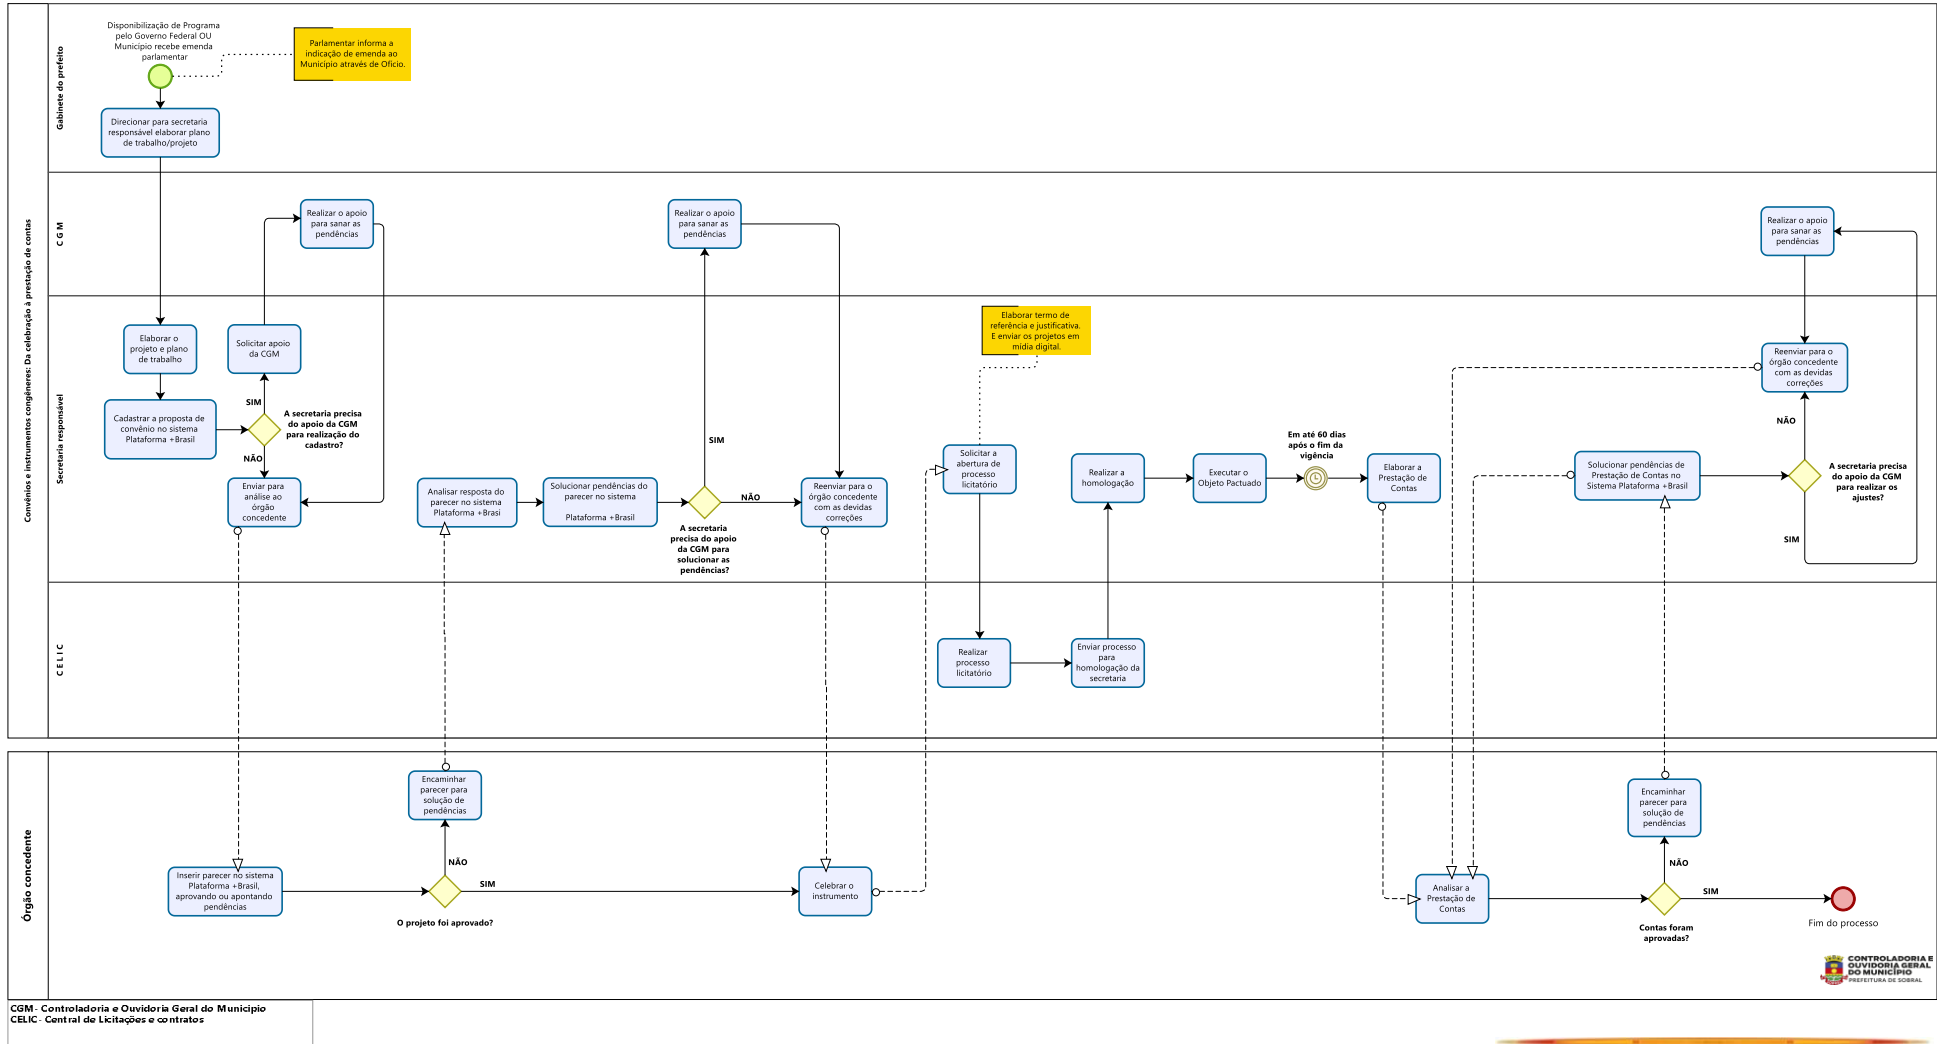 Convênios e instrumentos congêneres: Da celebração à prestação de contas
Gabinete do prefeito
Disponibilização de Programa
pelo Governo Federal OU
Município recebe emenda
parlamentar
Parlamentar informa a
indicação de emenda ao
Município através de Ofício.
Direcionar para secretaria
responsável elaborar plano
de trabalho/projeto
C G M
Realizar o apoio
para sanar as
pendências
Realizar o apoio
para sanar as
pendências
Realizar o apoio
para sanar as
pendências
Secretaria responsável
Elaborar o
projeto e plano
de trabalho
Solicitar apoio
da CGM
Cadastrar a proposta de
convênio no sistema
Plataforma +Brasil
SIM
A secretaria precisa
do apoio da CGM
para realização do
cadastro?
NÃO
Enviar para
análise ao
órgão
concedente
Analisar resposta do
parecer no sistema
Plataforma +Brasi
Solucionar pendências do
parecer no sistema
Plataforma +Brasil
SIM
NÃO
A secretaria
precisa do apoio
da CGM para
solucionar as
pendências?
Reenviar para o
órgão concedente
com as devidas
correções
Elaborar termo de
referência e justificativa.
E enviar os projetos em
mídia digital.
Solicitar a
abertura de
processo
licitatório
Realizar a
homologação
Executar o
Objeto Pactuado
Em até 60 dias
após o fim da
vigência
Elaborar a
Prestação de
Contas
Solucionar pendências de
Prestação de Contas no
Sistema Plataforma +Brasil
Reenviar para o
órgão concedente
com as devidas
correções
NÃO
A secretaria precisa
do apoio da CGM
para realizar os
ajustes?
SIM
C E L I C
Realizar
processo
licitatório
Enviar processo
para
homologação da
secretaria
Órgão concedente
Encaminhar
parecer para
solução de
pendências
NÃO
Inserir parecer no sistema
Plataforma +Brasil,
aprovando ou apontando
pendências
SIM
O projeto foi aprovado?
Celebrar o
instrumento
Analisar a
Prestação de
Contas
Encaminhar
parecer para
solução de
pendências
NÃO
SIM
Contas foram
aprovadas?
Fim do processo
CONTROLADORIA E
OUVIDORIA GERAL
DO MUNICÍPIO
PREFEITURA DE SOBRAL
CGM- Controladoria e Ouvidoria Geral do Município
CELIC- Central de Licitações e contratos